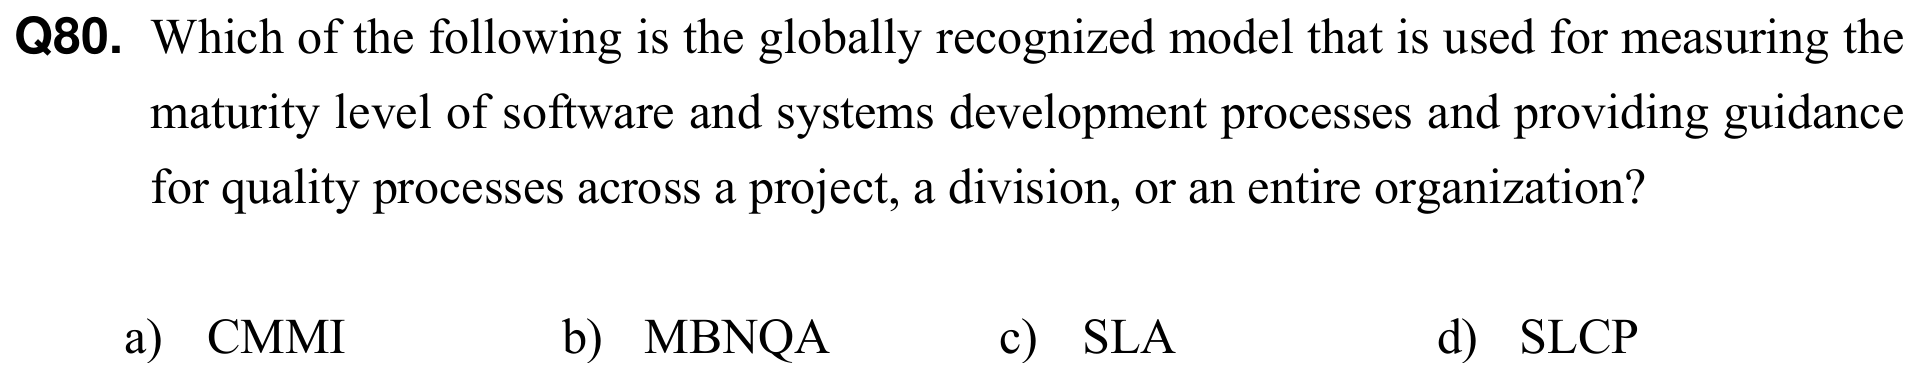 Q80. Which of the following is the globally recognized model that is used for measuring the
maturity level of software and systems development processes and providing guidance
for quality processes across a project, a division, or an entire organization?
a) CMMI b) MBNQA c) SLA d) SLCP